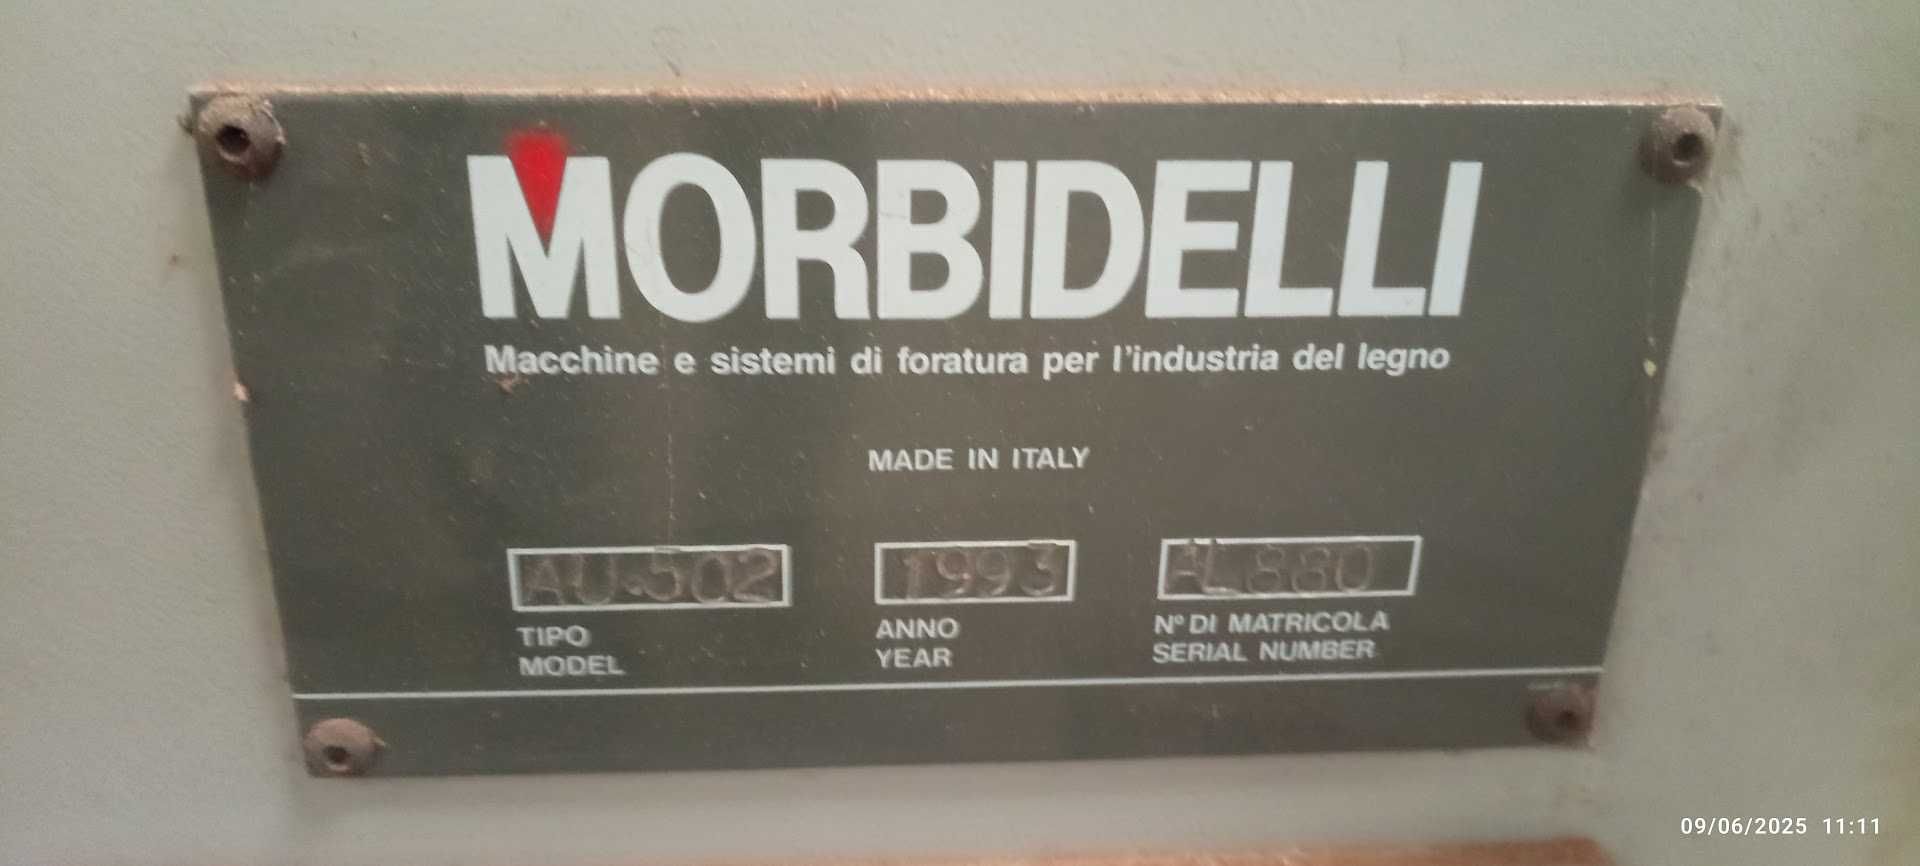 MORBIDELLI
Macchine e sistemi di foratura per l'industria del legno
MADE IN ITALY
AU.502 1993 AL880
TIPO ANNO N° DI MATRICOLA
MODEL YEAR SERIAL NUMBER
09/06/2025 11:11